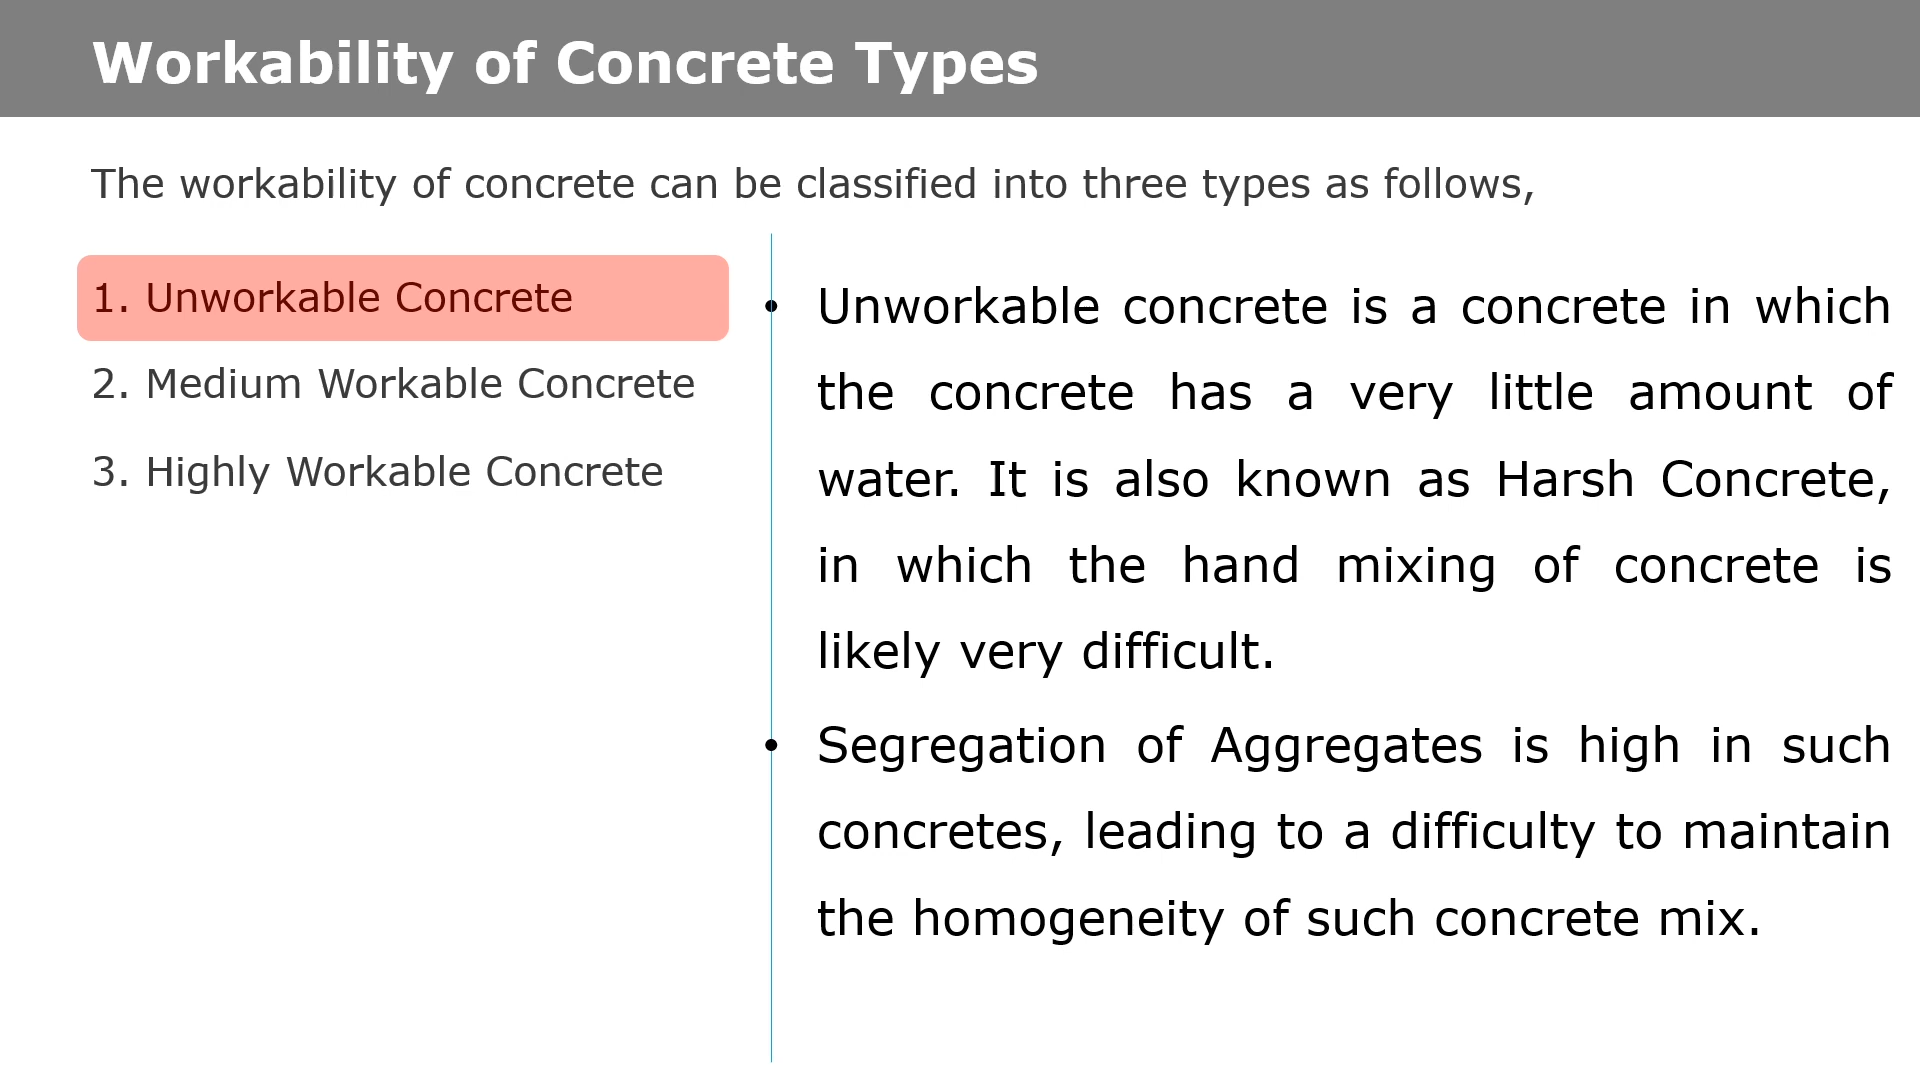 Workability of Concrete Types
The workability of concrete can be classified into three types as follows,
1. Unworkable Concrete
2. Medium Workable Concrete
3. Highly Workable Concrete
• Unworkable concrete is a concrete in which
the concrete has a very little amount of
water. It is also known as Harsh Concrete,
in which the hand mixing of concrete is
likely very difficult.
• Segregation of Aggregates is high in such
concretes, leading to a difficulty to maintain
the homogeneity of such concrete mix.